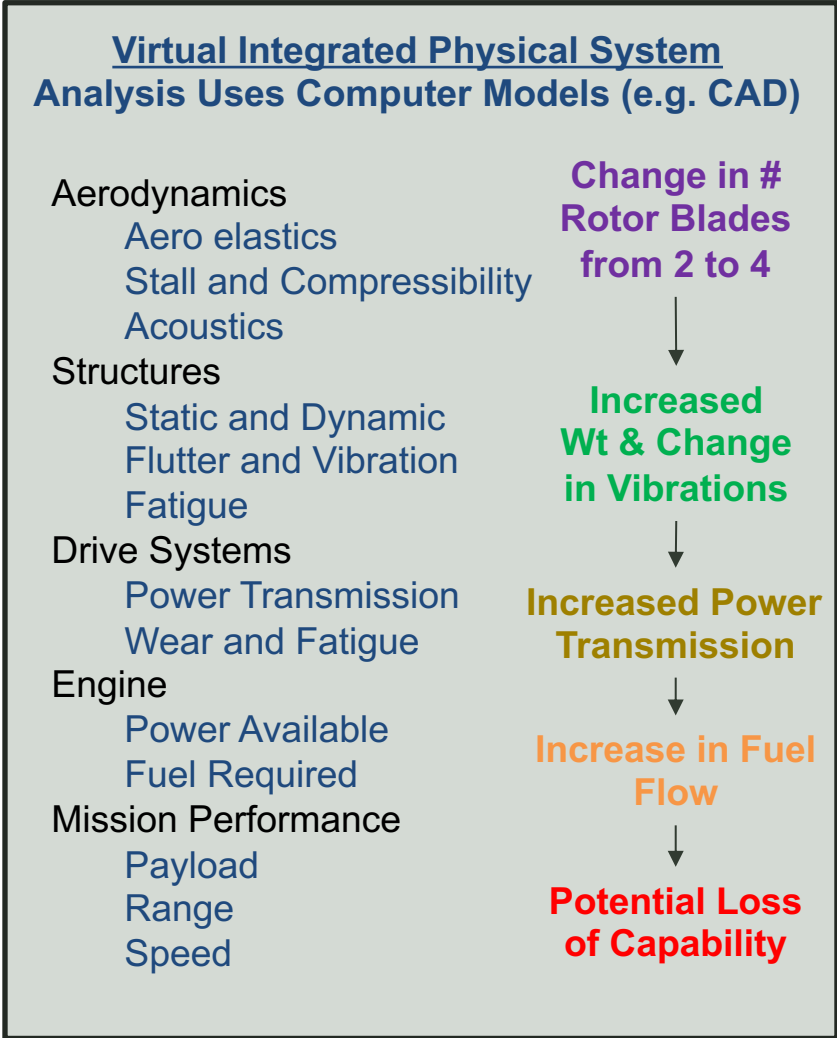 Virtual Integrated Physical System
Analysis Uses Computer Models (e.g. CAD)
Aerodynamics
Aero elastics
Stall and Compressibility
Acoustics
Structures
Static and Dynamic
Flutter and Vibration
Fatigue
Drive Systems
Power Transmission
Wear and Fatigue
Engine
Power Available
Fuel Required
Mission Performance
Payload
Range
Speed
Change in #
Rotor Blades
from 2 to 4
Increased
Wt & Change
in Vibrations
Increased Power
Transmission
Increase in Fuel
Flow
Potential Loss
of Capability